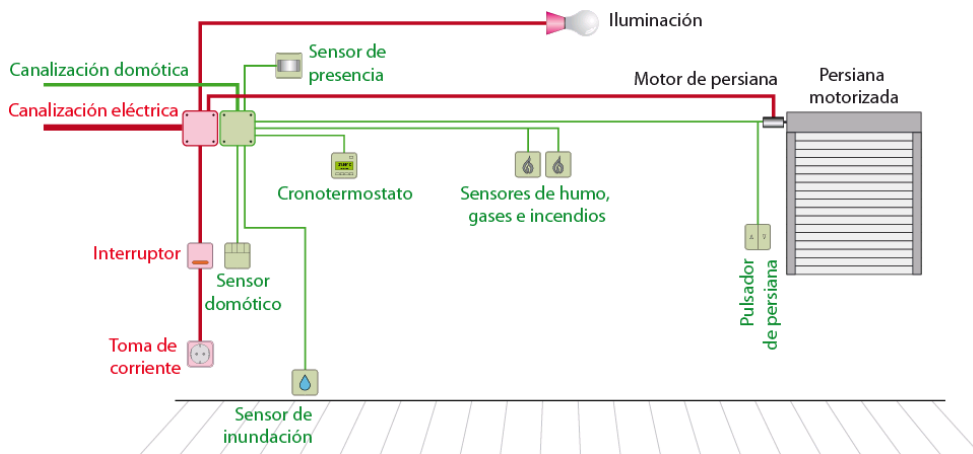 Iluminación
Sensor de
presencia
Canalización domótica
Motor de persiana
Persiana
motorizada
Canalización eléctrica
Cronotermostato
Sensores de humo,
gases e incendios
Interruptor
Sensor
domótico
Pulsador
de persiana
Toma de
corriente
Sensor de
inundación